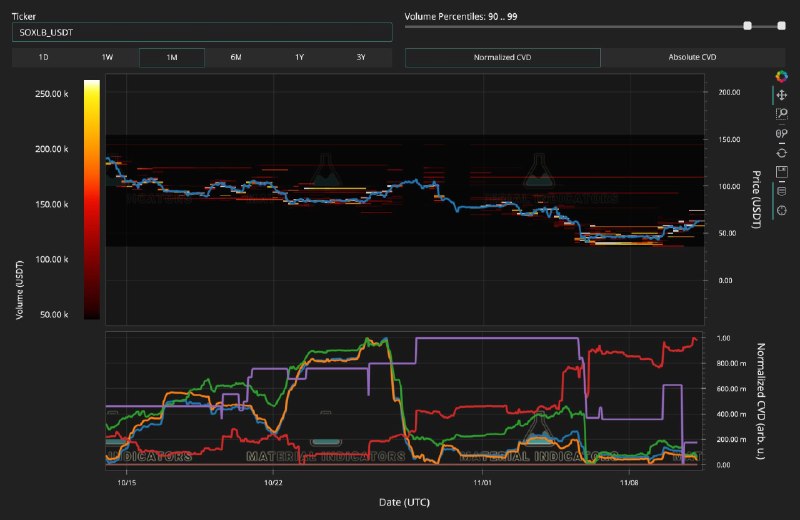 Ticker
SOXLB_USDT
Volume Percentiles: 90 .. 99
1D
1W
1M
6M
1Y
3Y
Normalized CVD
Absolute CVD
250.00 k
200.00 k
150.00 k
100.00 k
50.00 k
Volume (USDT)
200.00
150.00
100.00
50.00
0.00
Price (USDT)
MATERIAL INDICATORS
1.00
800.00 m
600.00 m
400.00 m
200.00 m
0.00
Normalized CVD (arb. u.)
INDICATORS
MATERIAL INDICATORS
MATERIAL INDICATORS
10/15
10/22
11/01
11/08
Date (UTC)